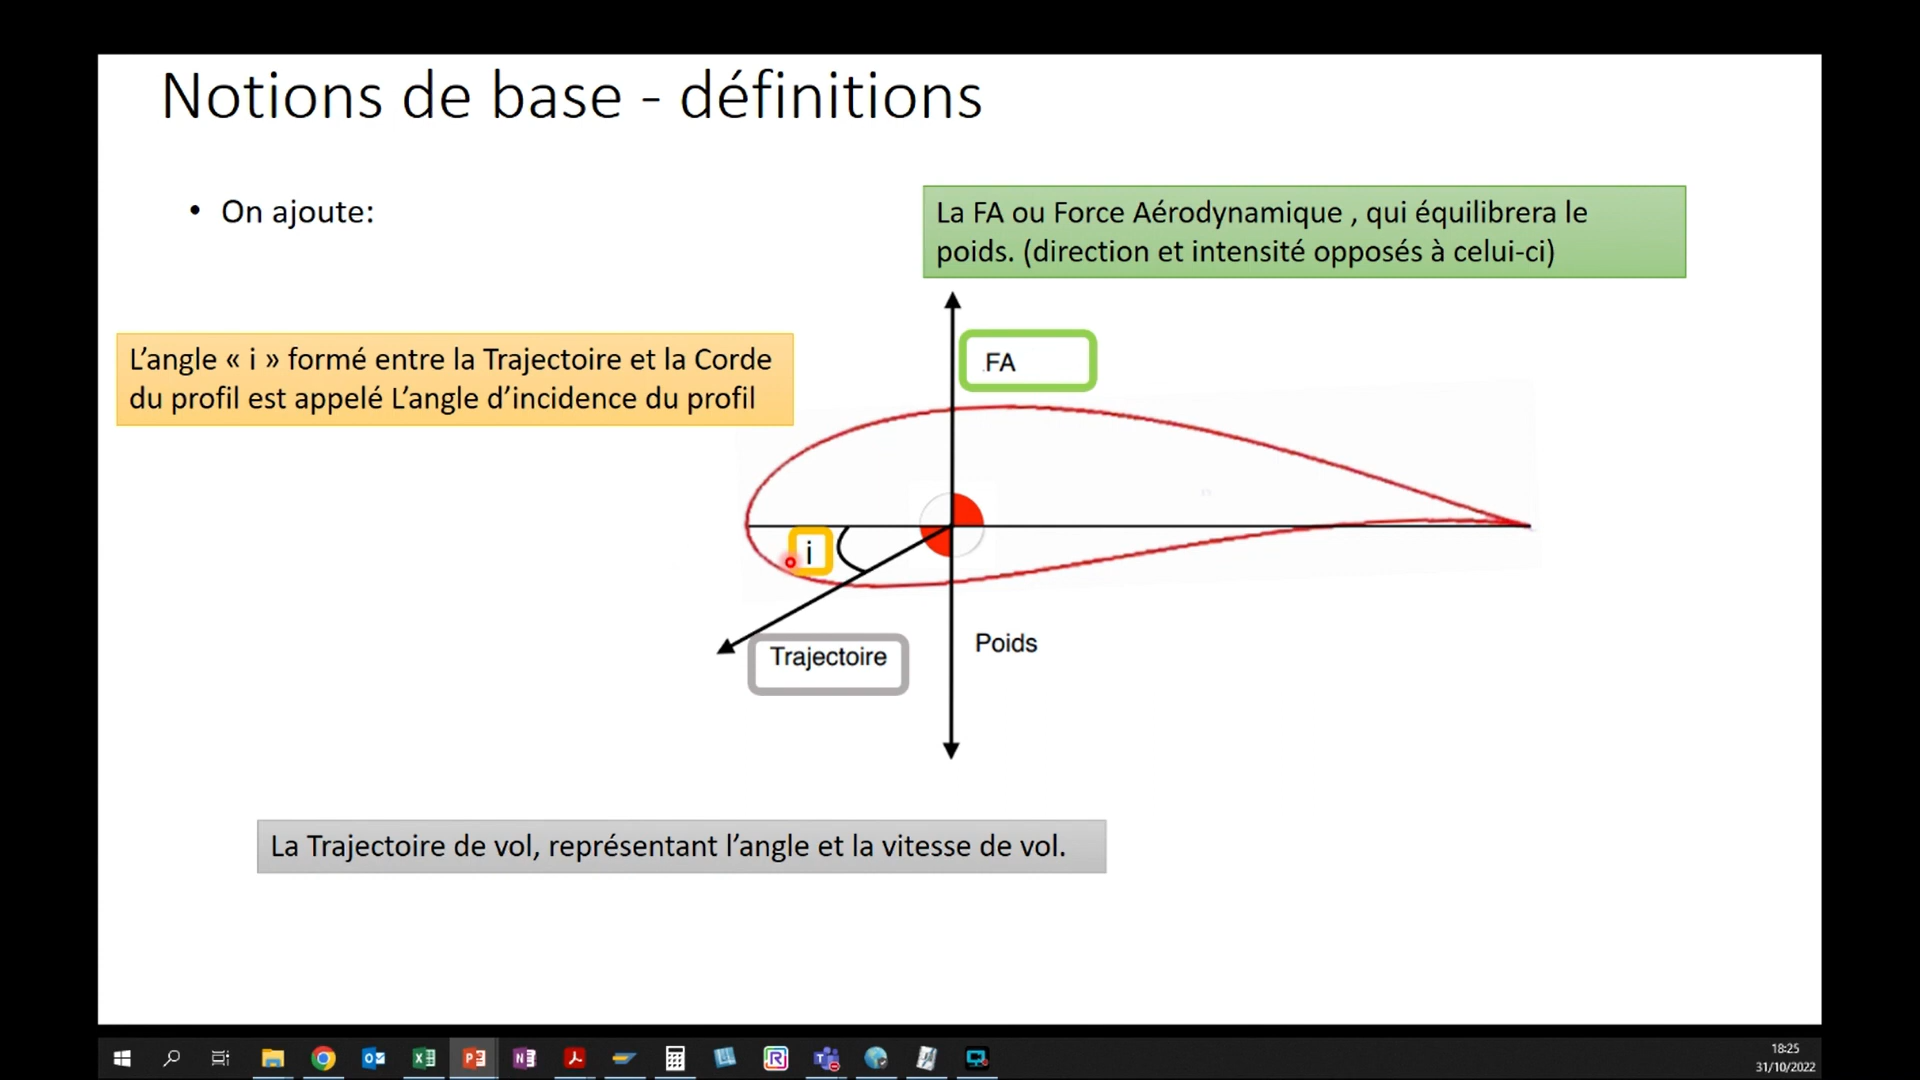 Notions de base - définitions
• On ajoute:
La FA ou Force Aérodynamique , qui équilibrera le
poids. (direction et intensité opposés à celui-ci)
FA
L’angle « i » formé entre la Trajectoire et la Corde
du profil est appelé L’angle d’incidence du profil
i
Trajectoire
Poids
La Trajectoire de vol, représentant l’angle et la vitesse de vol.
18:25
31/10/2022